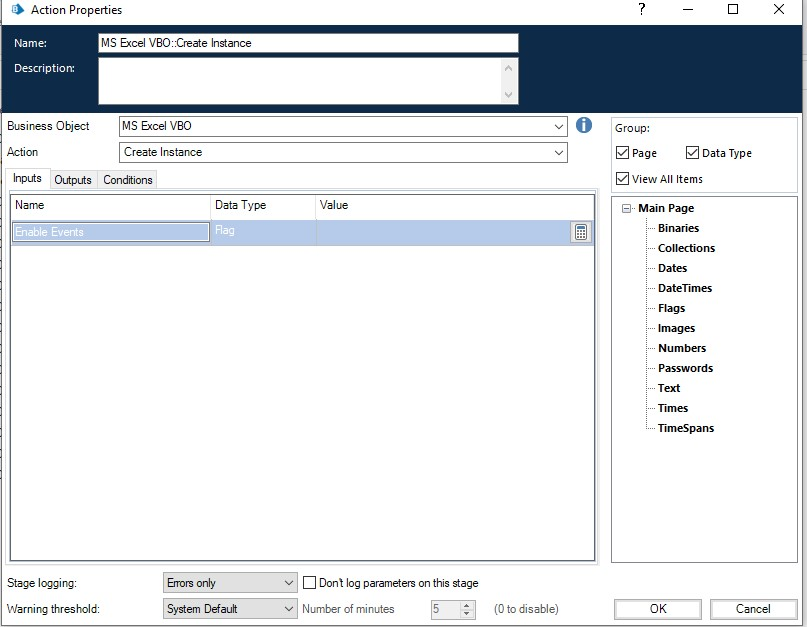 Action Properties
?
Name:
MS Excel VBO::Create Instance
Description:
Business Object
MS Excel VBO
i
Group:
Action
Create Instance
Page
Data Type
View All Items
Inputs
Outputs
Conditions
Name
Data Type
Value
Enable Events
Flag
Main Page
Binaries
Collections
Dates
DateTimes
Flags
Images
Numbers
Passwords
Text
Times
TimeSpans
Stage logging:
Errors only
Don't log parameters on this stage
Warning threshold:
System Default
Number of minutes
5
(0 to disable)
OK
Cancel